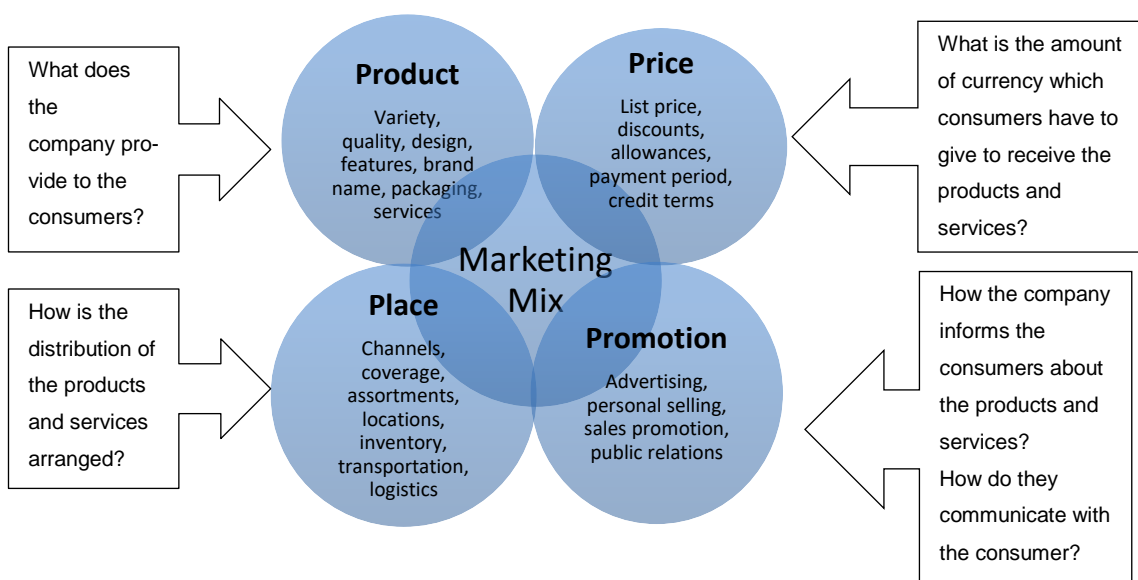 What does
the
company pro-
vide to the
consumers?
Product
Variety,
quality, design,
features, brand
name, packaging,
services
Price
List price,
discounts,
allowances,
payment period,
credit terms
What is the amount
of currency which
consumers have to
give to receive the
products and
services?
Marketing
Mix
How is the
distribution of
the products
and services
arranged?
Place
Channels,
coverage,
assortments,
locations,
inventory,
transportation,
logistics
Promotion
Advertising,
personal selling,
sales promotion,
public relations
How the company
informs the
consumers about
the products and
services?
How do they
communicate with
the consumer?